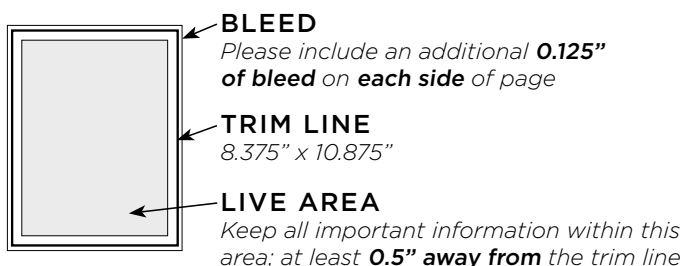 BLEED
Please include an additional 0.125”
of bleed on each side of page
TRIM LINE
8.375” x 10.875”
LIVE AREA
Keep all important information within this
area; at least 0.5” away from the trim line